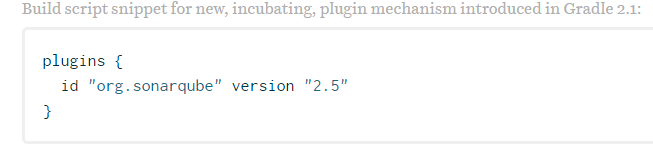 Build script snippet for new, incubating, plugin mechanism introduced in Gradle 2.1:
plugins {
  id "org.sonarqube" version "2.5"
}